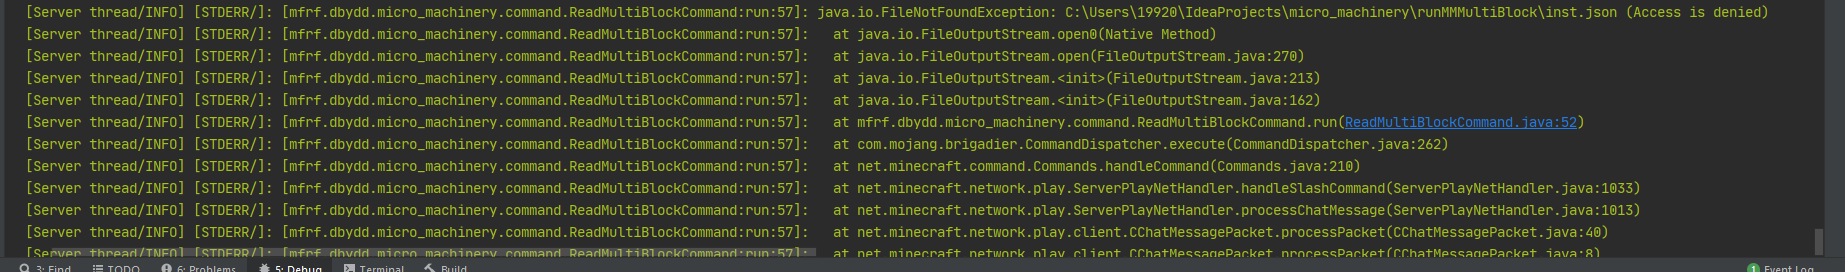 [Server thread/INFO] [STDERR/]: [mfrf.dbydd.micro_machinery.command.ReadMultiBlockCommand:run:57]: java.io.FileNotFoundException: C:\Users\19920\IdeaProjects\micro_machinery\runMMMultiBlock\inst.json (Access is denied)
[Server thread/INFO] [STDERR/]: [mfrf.dbydd.micro_machinery.command.ReadMultiBlockCommand:run:57]:   at java.io.FileOutputStream.open0(Native Method)
[Server thread/INFO] [STDERR/]: [mfrf.dbydd.micro_machinery.command.ReadMultiBlockCommand:run:57]:   at java.io.FileOutputStream.open(FileOutputStream.java:270)
[Server thread/INFO] [STDERR/]: [mfrf.dbydd.micro_machinery.command.ReadMultiBlockCommand:run:57]:   at java.io.FileOutputStream.<init>(FileOutputStream.java:213)
[Server thread/INFO] [STDERR/]: [mfrf.dbydd.micro_machinery.command.ReadMultiBlockCommand:run:57]:   at java.io.FileOutputStream.<init>(FileOutputStream.java:162)
[Server thread/INFO] [STDERR/]: [mfrf.dbydd.micro_machinery.command.ReadMultiBlockCommand:run:57]:   at mfrf.dbydd.micro_machinery.command.ReadMultiBlockCommand.run(ReadMultiBlockCommand.java:52)
[Server thread/INFO] [STDERR/]: [mfrf.dbydd.micro_machinery.command.ReadMultiBlockCommand:run:57]:   at com.mojang.brigadier.CommandDispatcher.execute(CommandDispatcher.java:262)
[Server thread/INFO] [STDERR/]: [mfrf.dbydd.micro_machinery.command.ReadMultiBlockCommand:run:57]:   at net.minecraft.command.Commands.handleCommand(Commands.java:210)
[Server thread/INFO] [STDERR/]: [mfrf.dbydd.micro_machinery.command.ReadMultiBlockCommand:run:57]:   at net.minecraft.network.play.ServerPlayNetHandler.handleSlashCommand(ServerPlayNetHandler.java:1033)
[Server thread/INFO] [STDERR/]: [mfrf.dbydd.micro_machinery.command.ReadMultiBlockCommand:run:57]:   at net.minecraft.network.play.ServerPlayNetHandler.processChatMessage(ServerPlayNetHandler.java:1013)
[Server thread/INFO] [STDERR/]: [mfrf.dbydd.micro_machinery.command.ReadMultiBlockCommand:run:57]:   at net.minecraft.network.play.client.CChatMessagePacket.processPacket(CChatMessagePacket.java:40)
[Server thread/INFO] [STDERR/]: [mfrf.dbydd.micro_machinery.command.ReadMultiBlockCommand:run:57]:   at net.minecraft.network.play.client.CChatMessagePacket.processPacket(CChatMessagePacket.java:8)
3: Find TODO 6: Problems 5: Debug Terminal Build 1 Event Log